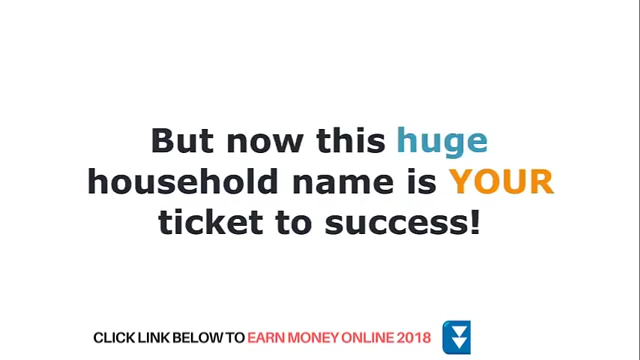 But now this huge
household name is YOUR
ticket to success!
CLICK LINK BELOW TO EARN MONEY ONLINE 2018